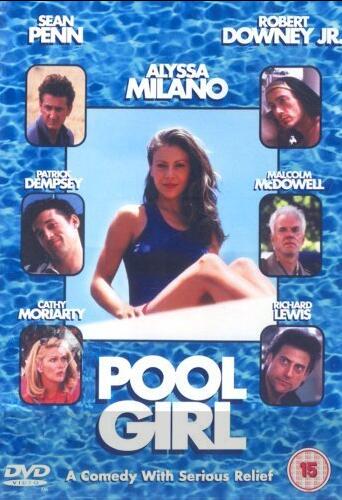 SEAN
PENN
ROBERT
DOWNEY JR.
ALYSSA
MILANO
PATRICK
DEMPSEY
MALCOLM
McDOWELL
CATHY
MORIARTY
RICHARD
LEWIS
POOL
GIRL
DVD
VIDEO
A Comedy With Serious Relief
15